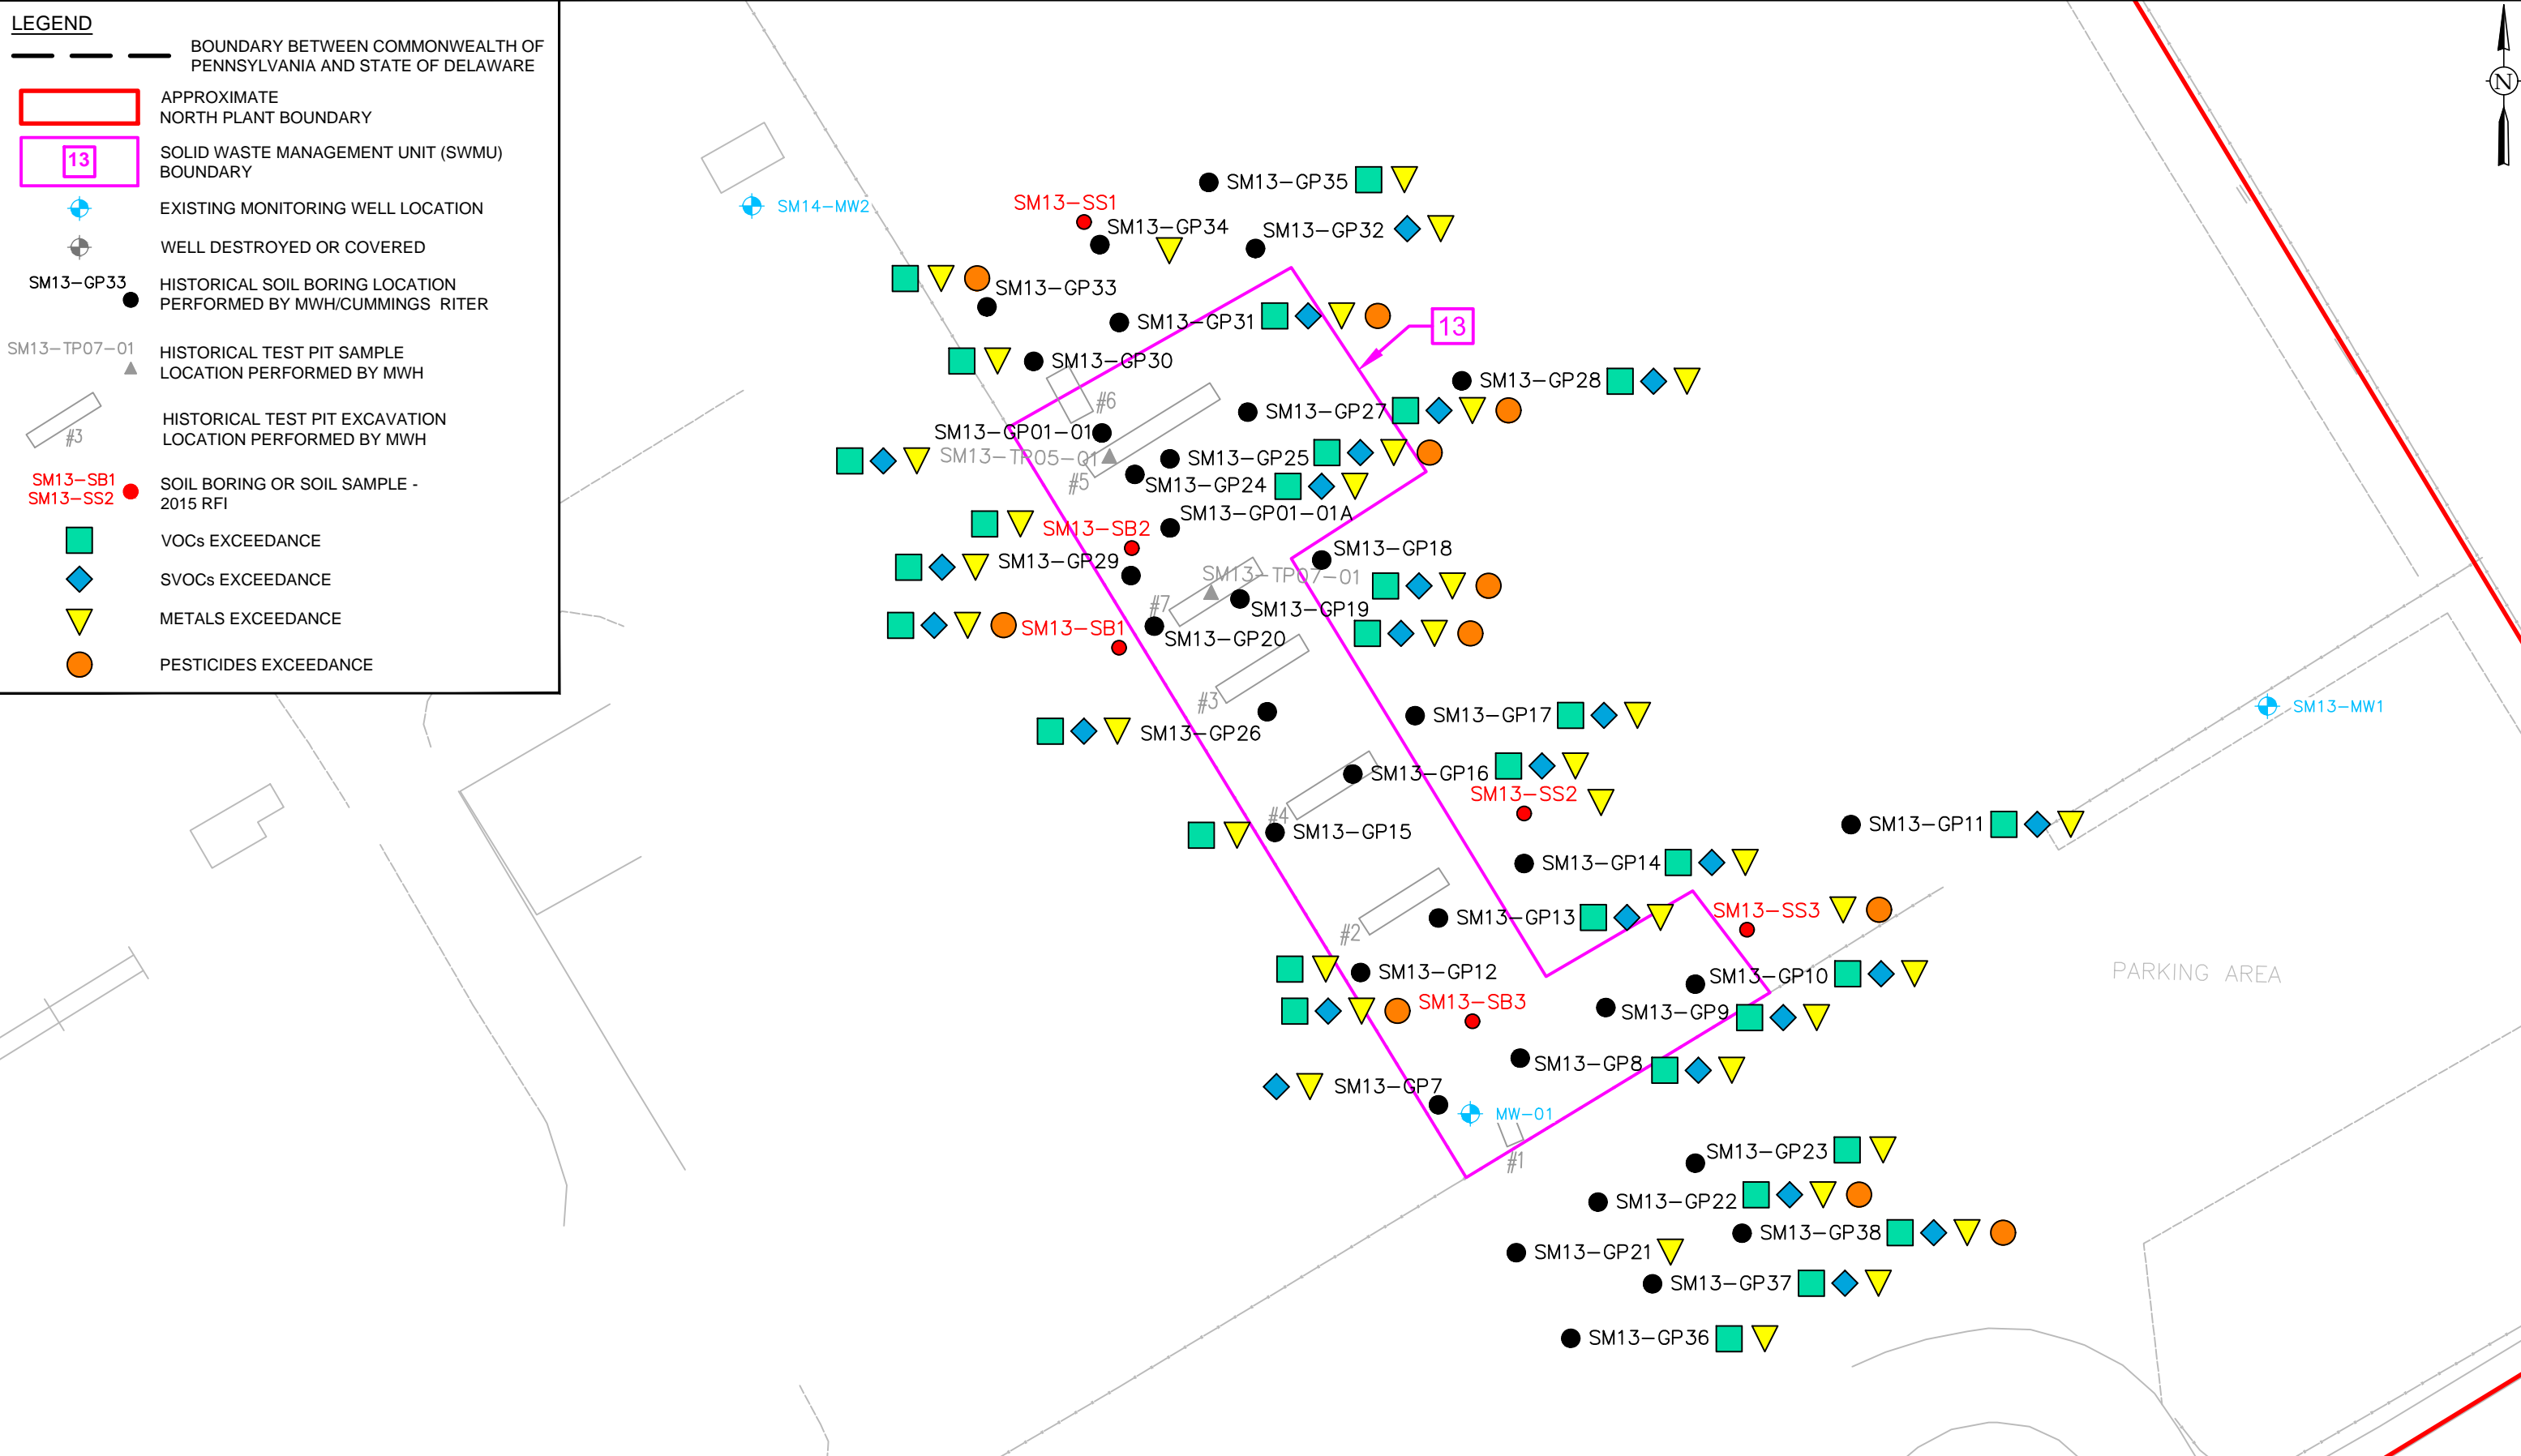 LEGEND
BOUNDARY BETWEEN COMMONWEALTH OF
PENNSYLVANIA AND STATE OF DELAWARE
APPROXIMATE
NORTH PLANT BOUNDARY
13
SOLID WASTE MANAGEMENT UNIT (SWMU)
BOUNDARY
EXISTING MONITORING WELL LOCATION
WELL DESTROYED OR COVERED
SM13-GP33
HISTORICAL SOIL BORING LOCATION
PERFORMED BY MWH/CUMMINGS RITER
SM13-TP07-01
HISTORICAL TEST PIT SAMPLE
LOCATION PERFORMED BY MWH
#3
HISTORICAL TEST PIT EXCAVATION
LOCATION PERFORMED BY MWH
SM13-SB1
SM13-SS2
SOIL BORING OR SOIL SAMPLE -
2015 RFI
VOCs EXCEEDANCE
SVOCs EXCEEDANCE
METALS EXCEEDANCE
PESTICIDES EXCEEDANCE
N
SM13-GP35
SM13-SS1
SM14-MW2
SM13-GP34
SM13-GP32
SM13-GP33
SM13-GP31
13
SM13-GP30
SM13-GP28
#6
SM13-GP27
SM13-GP01-01
SM13-TP05-01
SM13-GP25
#5
SM13-GP24
SM13-GP01-01A
SM13-SB2
SM13-GP18
SM13-GP29
SM13-TP07-01
#7
SM13-GP19
SM13-SB1
SM13-GP20
#3
SM13-MW1
SM13-GP17
SM13-GP26
SM13-GP16
SM13-SS2
#4
SM13-GP15
SM13-GP11
SM13-GP14
SM13-SS3
SM13-GP13
#2
SM13-GP12
SM13-GP10
PARKING AREA
SM13-SB3
SM13-GP9
SM13-GP8
SM13-GP7
MW-01
#1
SM13-GP23
SM13-GP22
SM13-GP38
SM13-GP21
SM13-GP37
SM13-GP36